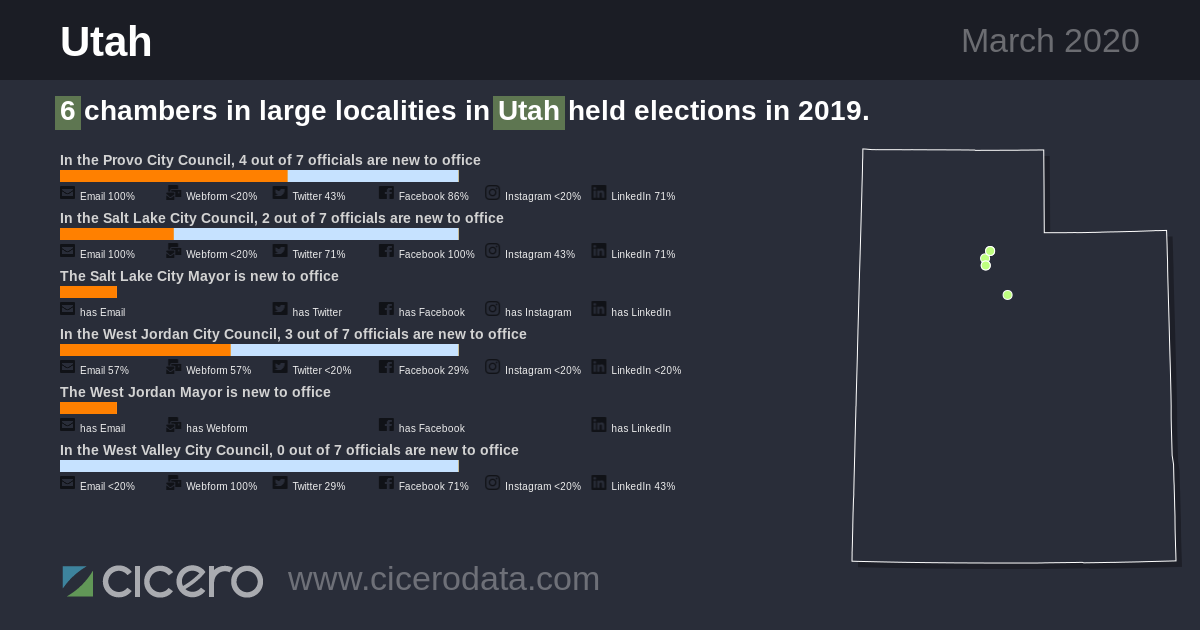 Utah
March 2020
6 chambers in large localities in Utah held elections in 2019.
In the Provo City Council, 4 out of 7 officials are new to office
Email 100% Webform <20% Twitter 43% Facebook 86% Instagram <20% LinkedIn 71%
In the Salt Lake City Council, 2 out of 7 officials are new to office
Email 100% Webform <20% Twitter 71% Facebook 100% Instagram 43% LinkedIn 71%
The Salt Lake City Mayor is new to office
has Email has Twitter has Facebook has Instagram has LinkedIn
In the West Jordan City Council, 3 out of 7 officials are new to office
Email 57% Webform 57% Twitter <20% Facebook 29% Instagram <20% LinkedIn <20%
The West Jordan Mayor is new to office
has Email has Webform has Facebook has LinkedIn
In the West Valley City Council, 0 out of 7 officials are new to office
Email <20% Webform 100% Twitter 29% Facebook 71% Instagram <20% LinkedIn 43%
cicero www.cicerodata.com